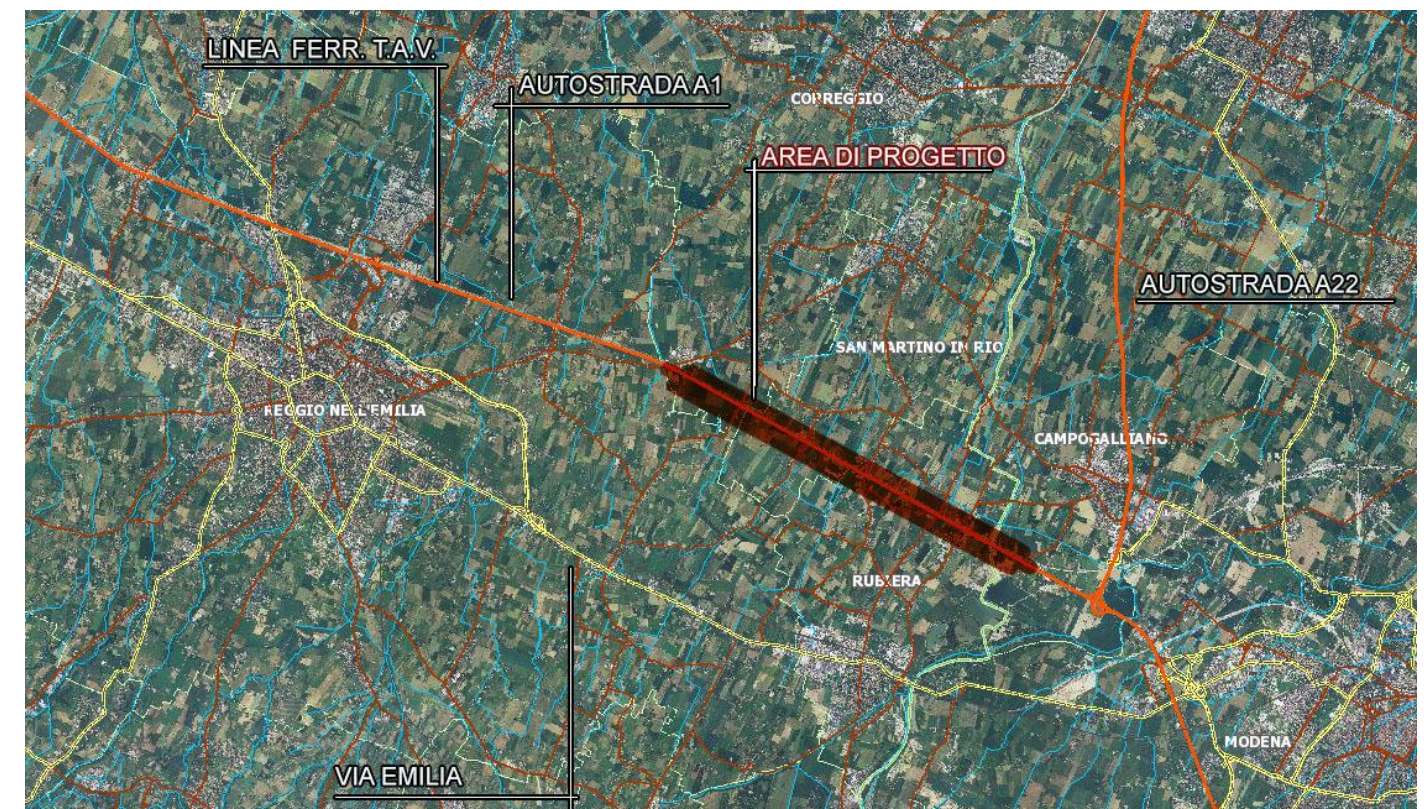 LINEA FERR. T.A.V.
AUTOSTRADA A1
CORREGGIO
AREA DI PROGETTO
AUTOSTRADA A22
SAN MARTINO IN RIO
REGGIO NELL'EMILIA
CAMPOGALLIANO
RUBIERA
MODENA
VIA EMILIA